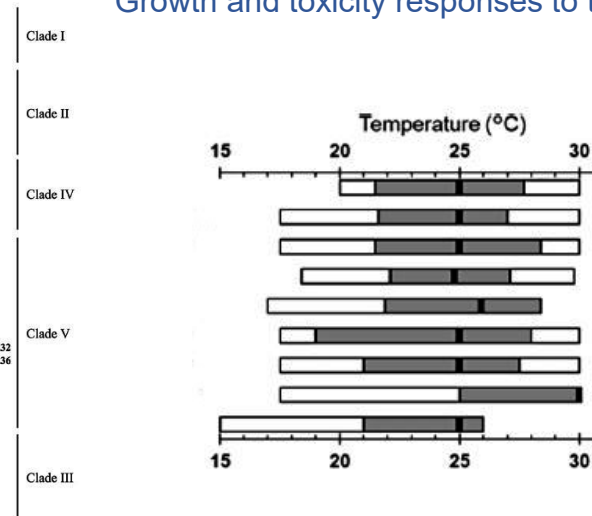 Growth and toxicity responses to t
Clade I
Clade II
Temperature (°C)
15 20 25 30
Clade IV
Clade V
32
36
15 20 25 30
Clade III